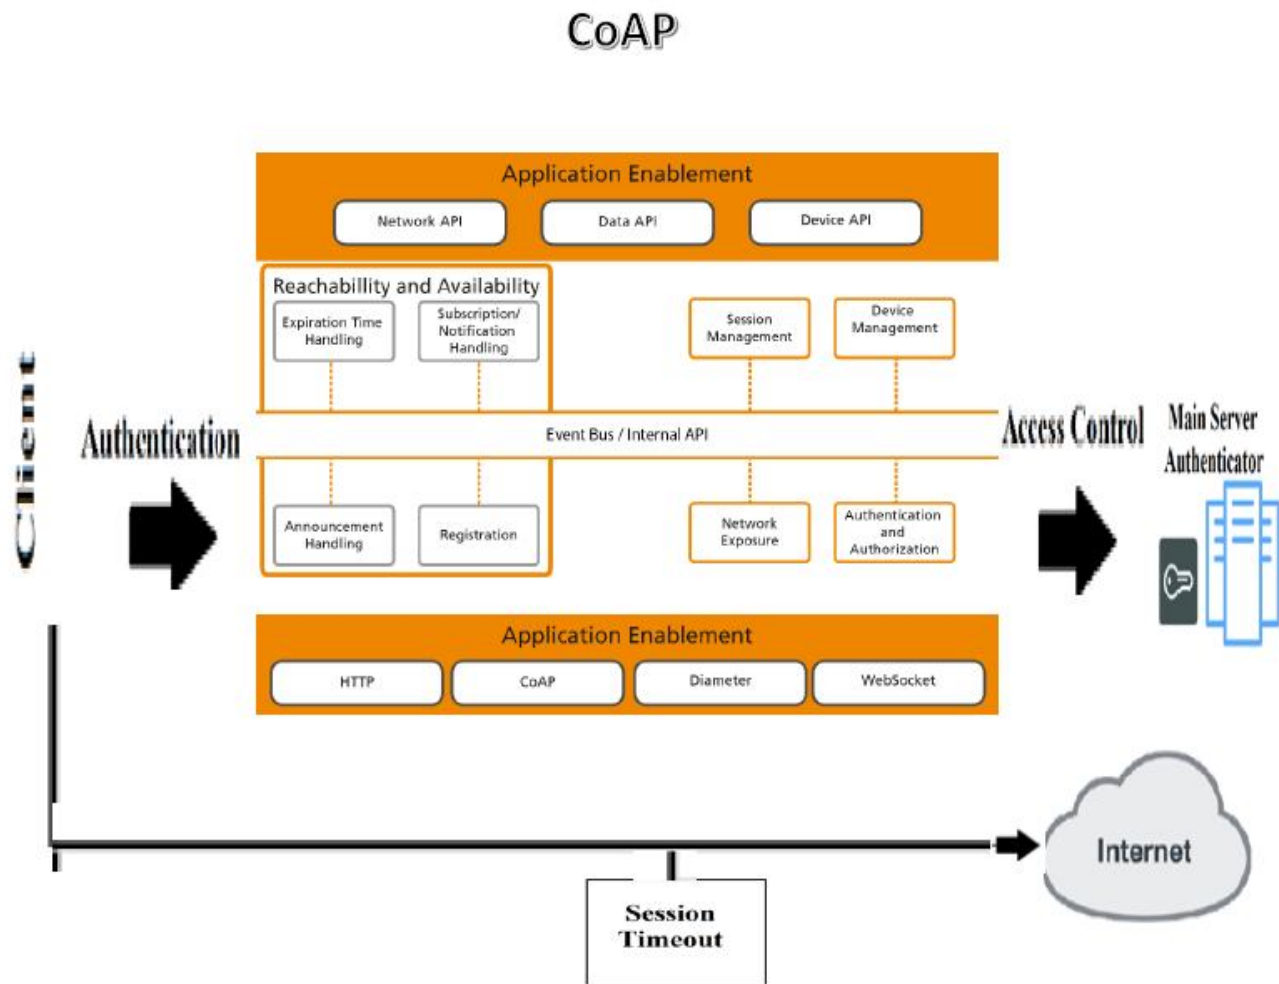 CoAP
Application Enablement
Network API
Data API
Device API
Reachabillity and Availability
Expiration Time
Handling
Subscription/
Notification
Handling
Session
Management
Device
Management
Client
Authentication
Event Bus / Internal API
Access Control
Main Server
Authenticator
Announcement
Handling
Registration
Network
Exposure
Authentication
and
Authorization
Application Enablement
HTTP
CoAP
Diameter
WebSocket
Internet
Session
Timeout